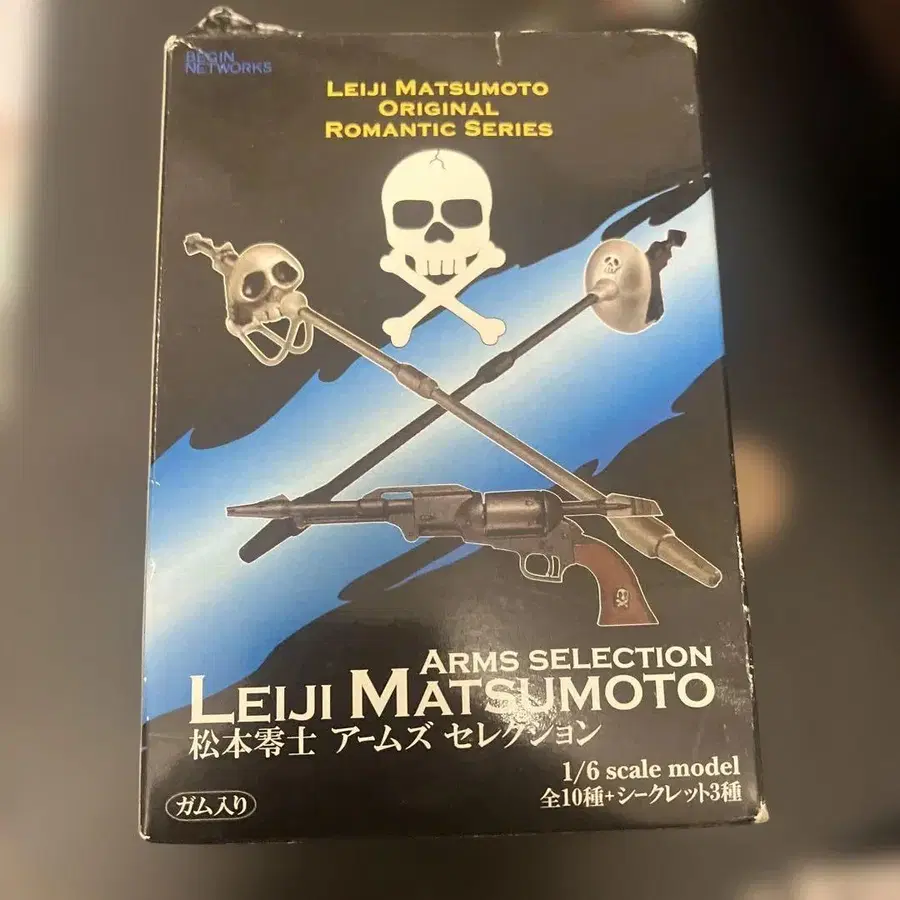 BEGIN
NETWORKS
LEIJI MATSUMOTO
ORIGINAL
ROMANTIC SERIES
ARMS SELECTION
LEIJI MATSUMOTO
松本零士 アームズ セレクション
1/6 scale model
全10種+シークレット3種
ガム入り